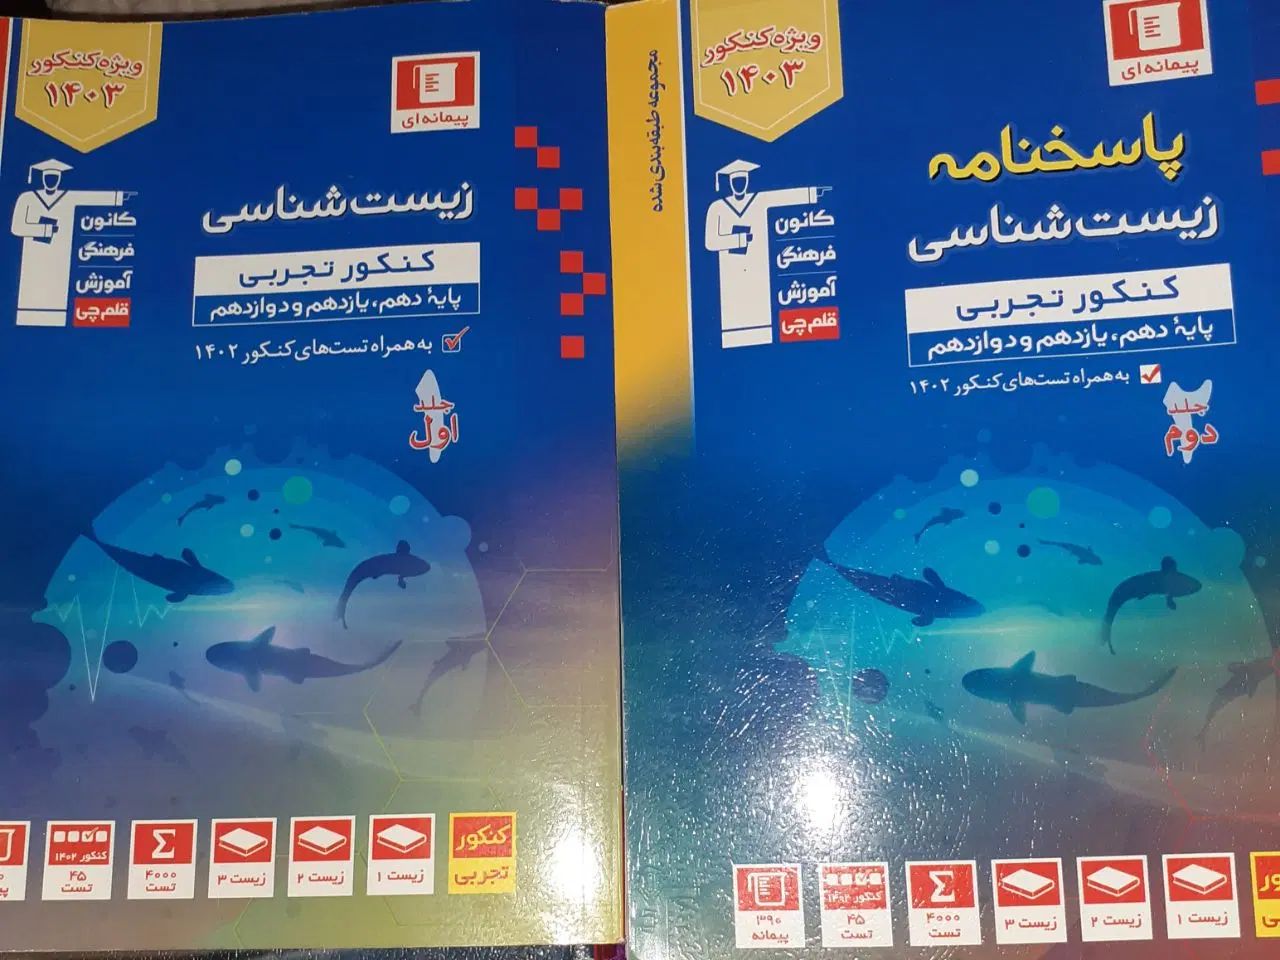 ویژه کنکور
۱۴۰۳
پیمانه‌ای
پاسخنامه
زیست‌شناسی
کنکور تجربی
پایهٔ دهم، یازدهم و دوازدهم
به همراه تست‌های کنکور ۱۴۰۲
جلد
دوم
کانون
فرهنگی
آموزش
قلم‌چی
مجموعه طبقه‌بندی شده
زیست ۱
زیست ۲
زیست ۳
۴۰۰۰
تست
۴۵
تست
۳۹۰
پیمانه
ویژه کنکور
۱۴۰۳
پیمانه‌ای
زیست‌شناسی
کنکور تجربی
پایهٔ دهم، یازدهم و دوازدهم
به همراه تست‌های کنکور ۱۴۰۲
جلد
اول
کانون
فرهنگی
آموزش
قلم‌چی
کنکور
تجربی
زیست ۱
زیست ۲
زیست ۳
۴۰۰۰
تست
کنکور ۱۴۰۲
۴۵
تست